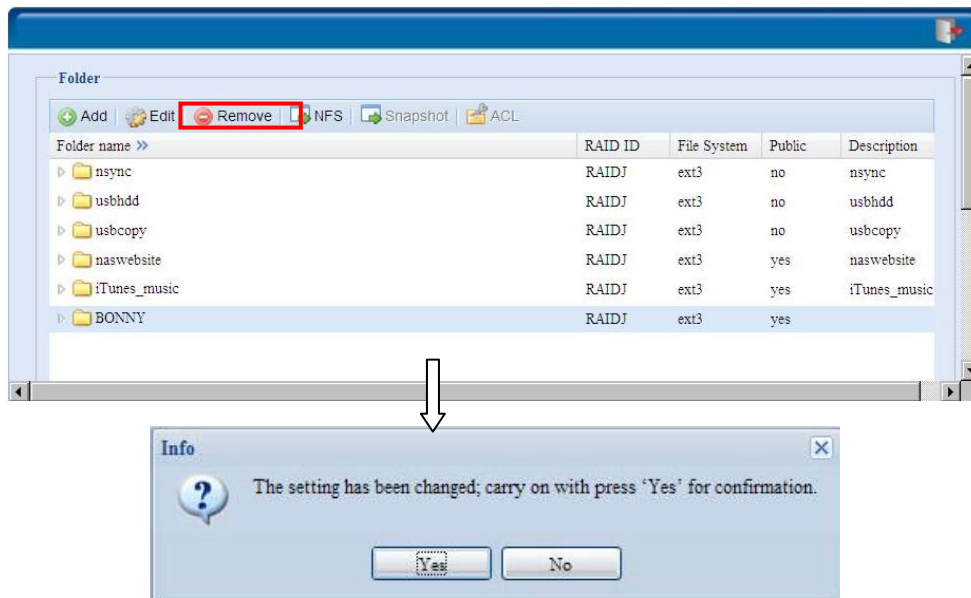 Folder
Add Edit Remove NFS Snapshot ACL
Folder name >> RAID ID File System Public Description
nsync RAIDJ ext3 no nsync
usbhdd RAIDJ ext3 no usbhdd
usbcopy RAIDJ ext3 no usbcopy
naswebsite RAIDJ ext3 yes naswebsite
iTunes_music RAIDJ ext3 yes iTunes_music
BONNY RAIDJ ext3 yes
Info
The setting has been changed; carry on with press ‘Yes’ for confirmation.
Yes No